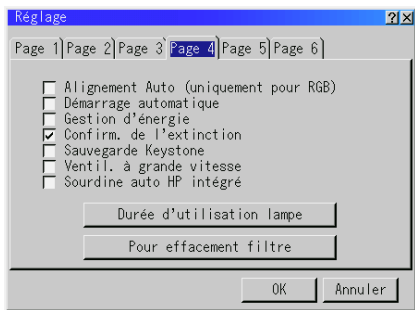 Réglage
Page 1 Page 2 Page 3 Page 4 Page 5 Page 6
Alignement Auto (uniquement pour RGB)
Démarrage automatique
Gestion d'énergie
Confirm. de l'extinction
Sauvegarde Keystone
Ventil. à grande vitesse
Sourdine auto HP intégré
Durée d'utilisation lampe
Pour effacement filtre
OK Annuler